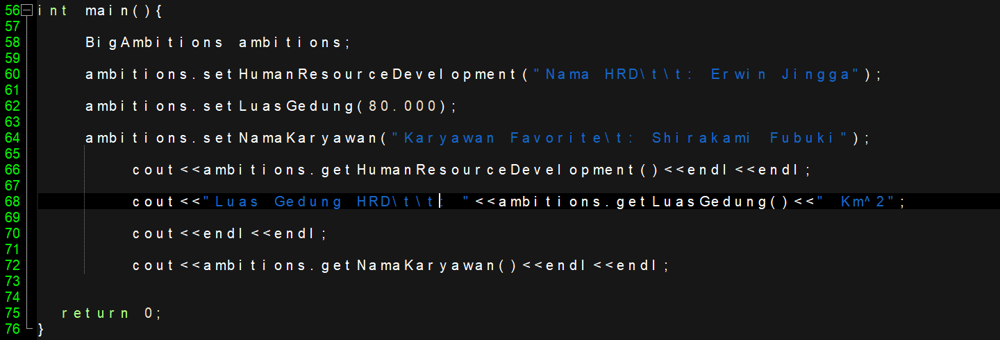 56 int main(){
57
58 BigAmbitions ambitions;
59
60 ambitions.setHumanResourceDevelopment("Nama HRD\t\t: Erwin Jingga");
61
62 ambitions.setLuasGedung(80.000);
63
64 ambitions.setNamaKaryawan("Karyawan Favorite\t: Shirakami Fubuki");
65
66 cout<<ambitions.getHumanResourceDevelopment()<<endl<<endl;
67
68 cout<<"Luas Gedung HRD\t\t: "<<ambitions.getLuasGedung()<<" Km^2";
69
70 cout<<endl<<endl;
71
72 cout<<ambitions.getNamaKaryawan()<<endl<<endl;
73
74
75 return 0;
76 }